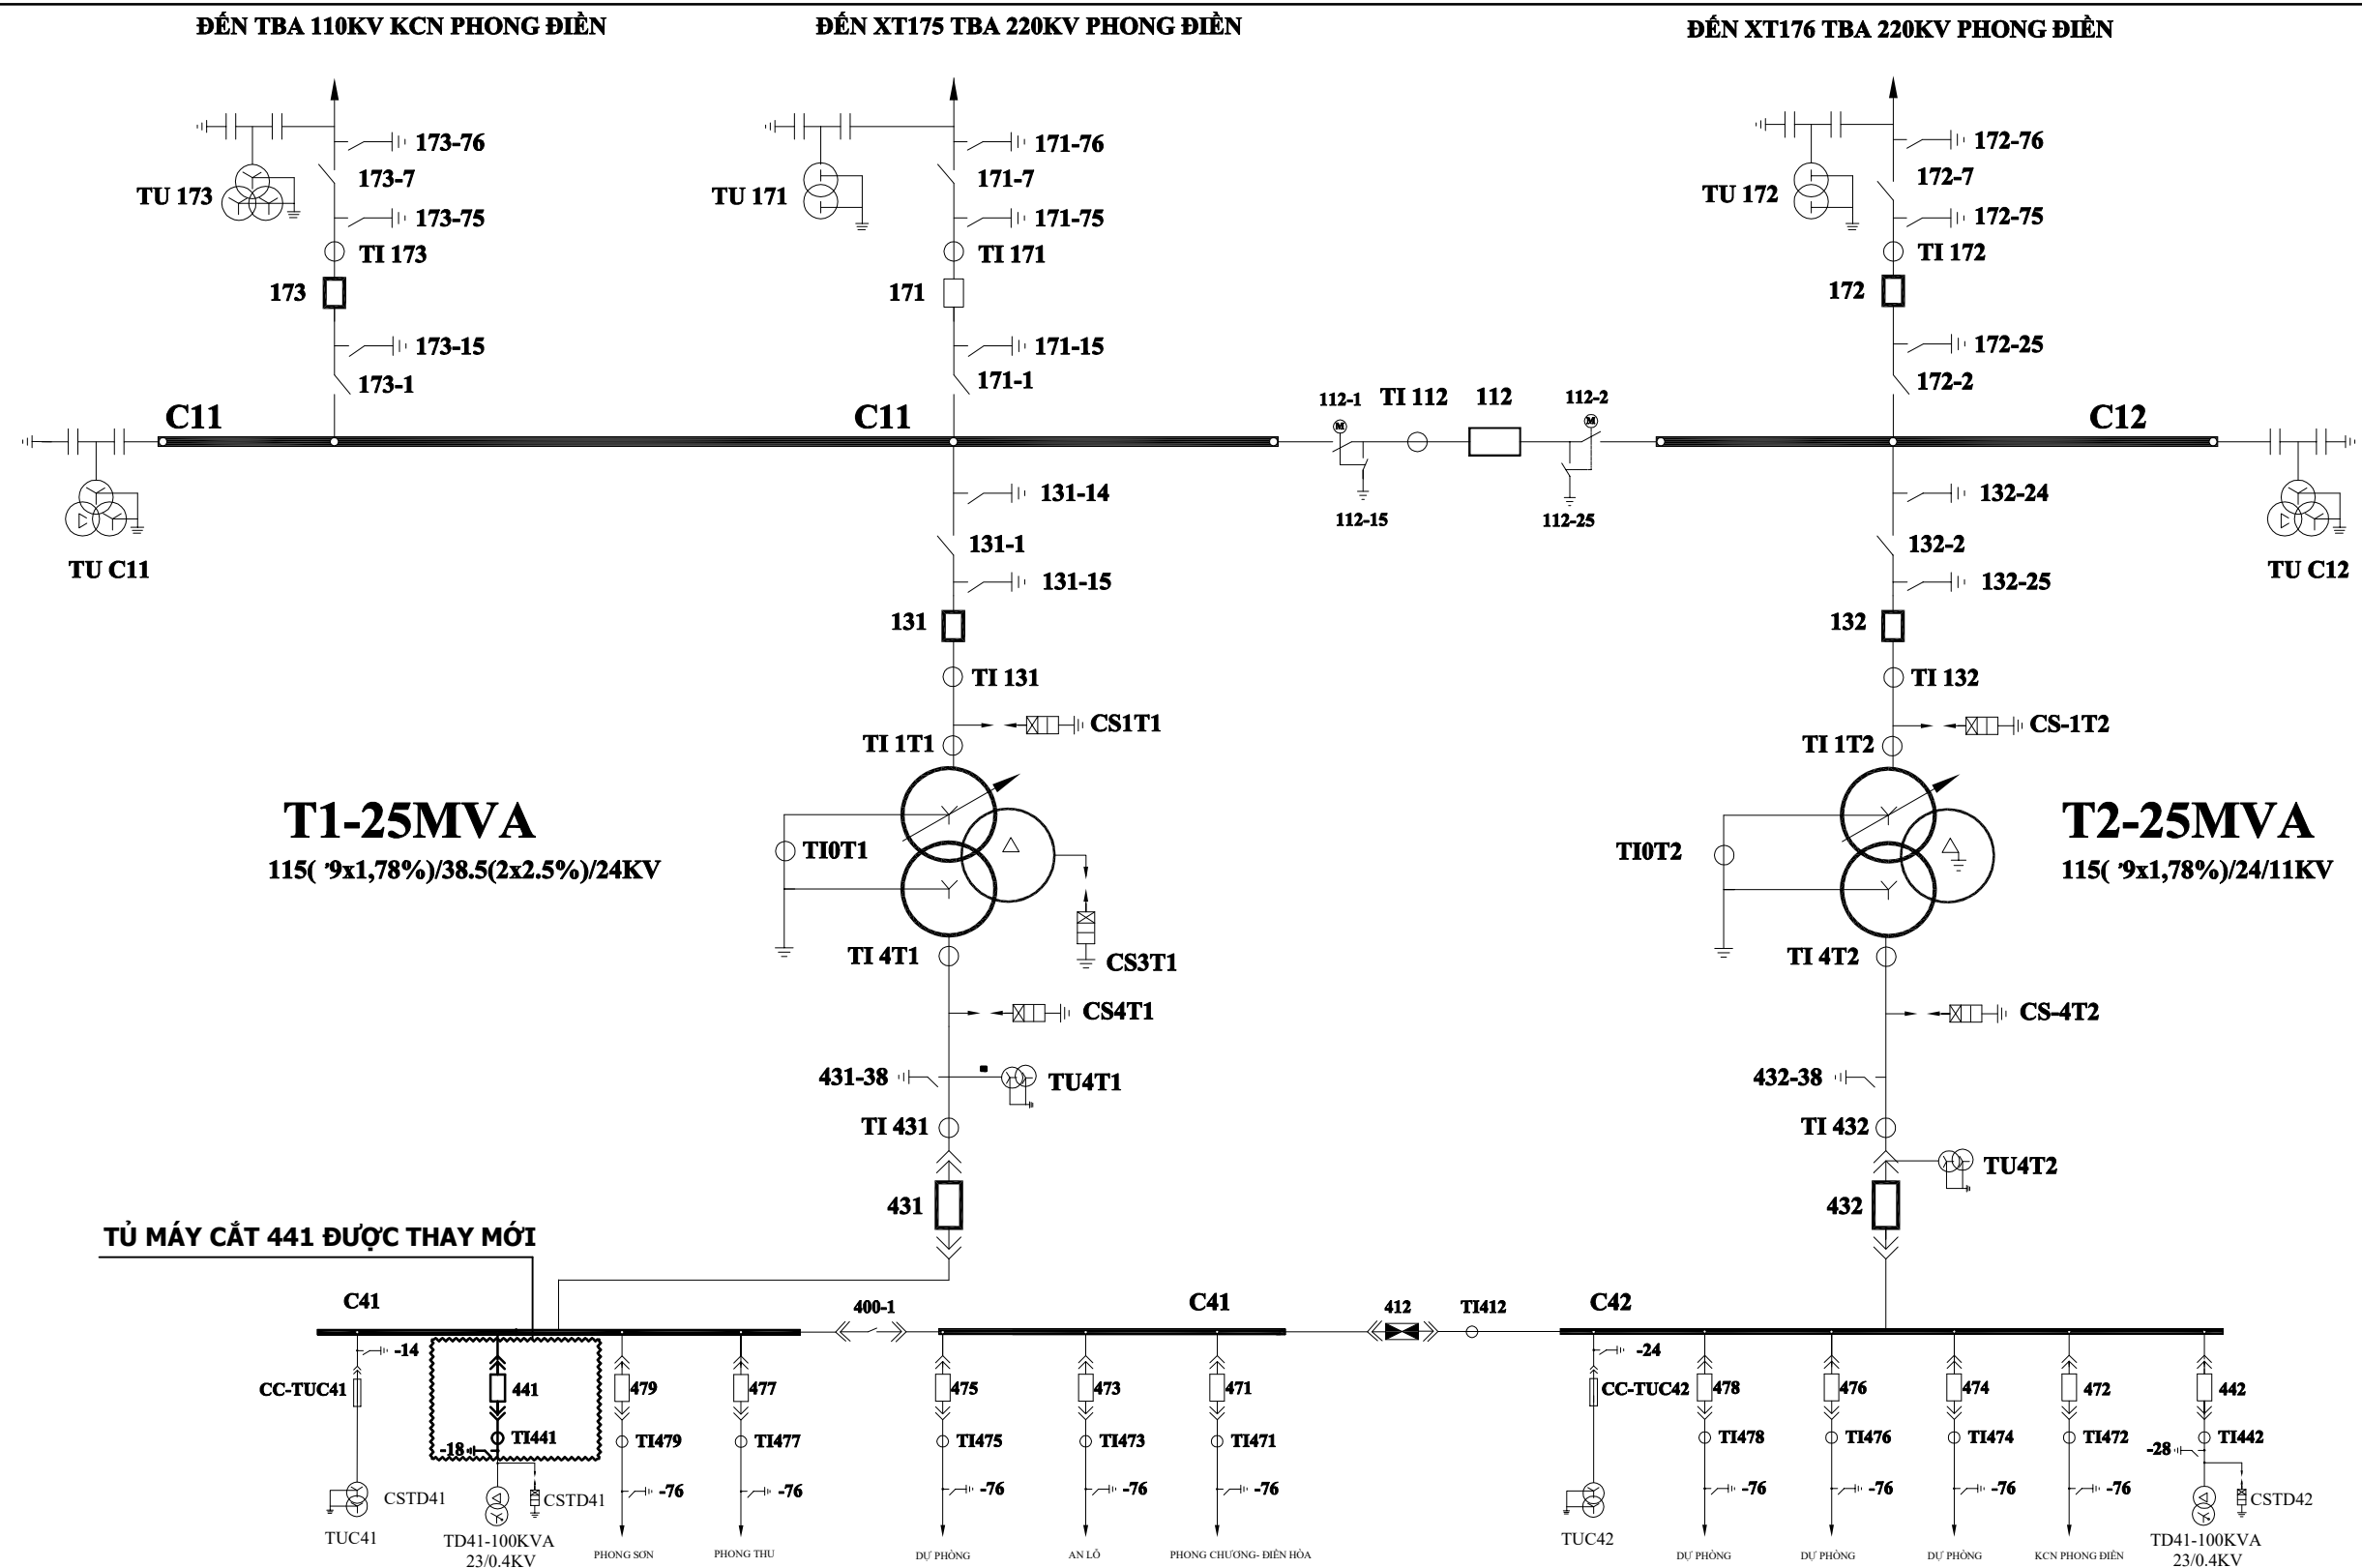 ĐẾN TBA 110KV KCN PHONG ĐIỀN
ĐẾN XT175 TBA 220KV PHONG ĐIỀN
ĐẾN XT176 TBA 220KV PHONG ĐIỀN
173-76
171-76
172-76
173-7
171-7
172-7
TU 173
TU 171
TU 172
173-75
171-75
172-75
TI 173
TI 171
TI 172
173
171
172
173-15
171-15
172-25
173-1
171-1
172-2
C11
C11
112-1
TI 112
112
112-2
C12
M
M
131-14
112-15
112-25
132-24
131-1
132-2
TU C11
TU C12
131-15
132-25
131
132
TI 131
TI 132
CS1T1
CS-1T2
TI 1T1
TI 1T2
T1-25MVA
115( ’9x1,78%)/38.5(2x2.5%)/24KV
TI0T1
TI0T2
T2-25MVA
115( ’9x1,78%)/24/11KV
TI 4T1
CS3T1
TI 4T2
CS4T1
CS-4T2
431-38
TU4T1
432-38
TI 431
TI 432
TU4T2
431
432
TỦ MÁY CẮT 441 ĐƯỢC THAY MỚI
C41
400-1
C41
412
TI412
C42
-14
-24
CC-TUC41
441
479
477
475
473
471
CC-TUC42
478
476
474
472
442
-18
TI441
TI479
TI477
TI475
TI473
TI471
TI478
TI476
TI474
TI472
-28
TI442
CSTD41
CSTD41
-76
-76
-76
-76
-76
-76
-76
-76
-76
CSTD42
TUC41
TD41-100KVA
23/0.4KV
PHONG SƠN
PHONG THU
DỰ PHÒNG
AN LỖ
PHONG CHƯƠNG- ĐIỀN HÒA
TUC42
DỰ PHÒNG
DỰ PHÒNG
DỰ PHÒNG
KCN PHONG ĐIỀN
TD41-100KVA
23/0.4KV